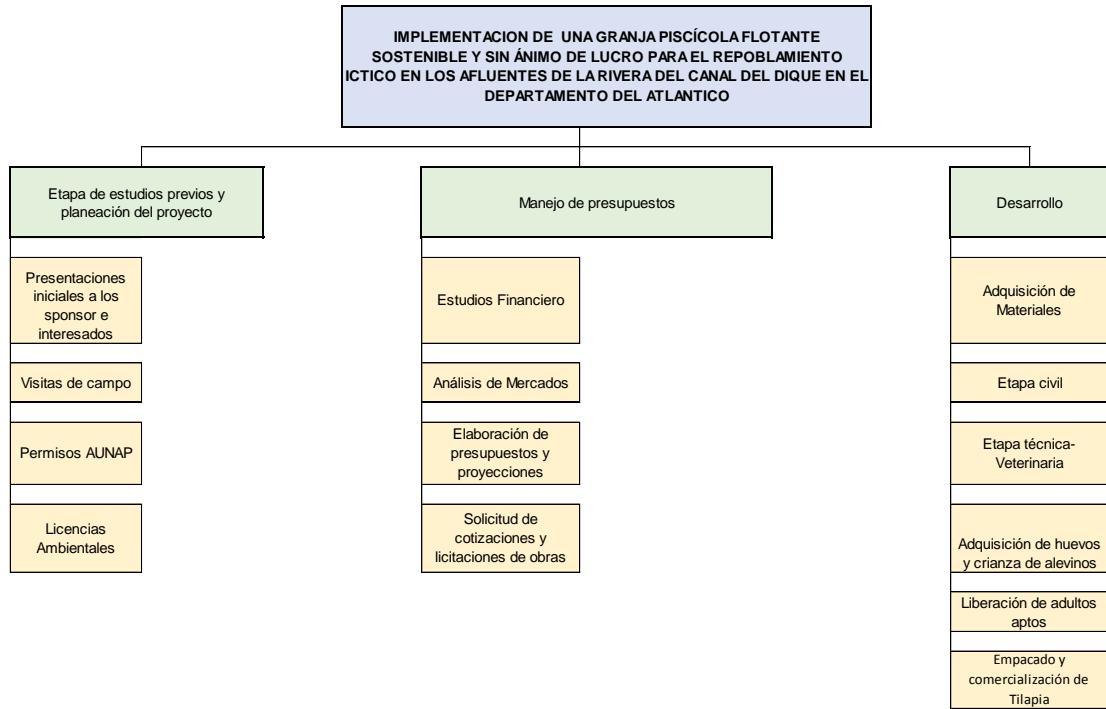 IMPLEMENTACION DE UNA GRANJA PISCÍCOLA FLOTANTE
SOSTENIBLE Y SIN ÁNIMO DE LUCRO PARA EL REPOBLAMIENTO
ICTICO EN LOS AFLUENTES DE LA RIVERA DEL CANAL DEL DIQUE EN EL
DEPARTAMENTO DEL ATLANTICO
Etapa de estudios previos y
planeación del proyecto
Presentaciones
iniciales a los
sponsor e
interesados
Visitas de campo
Permisos AUNAP
Licencias
Ambientales
Manejo de presupuestos
Estudios Financiero
Análisis de Mercados
Elaboración de
presupuestos y
proyecciones
Solicitud de
cotizaciones y
licitaciones de obras
Desarrollo
Adquisición de
Materiales
Etapa civil
Etapa técnica-
Veterinaria
Adquisición de huevos
y crianza de alevinos
Liberación de adultos
aptos
Empacado y
comercialización de
Tilapia